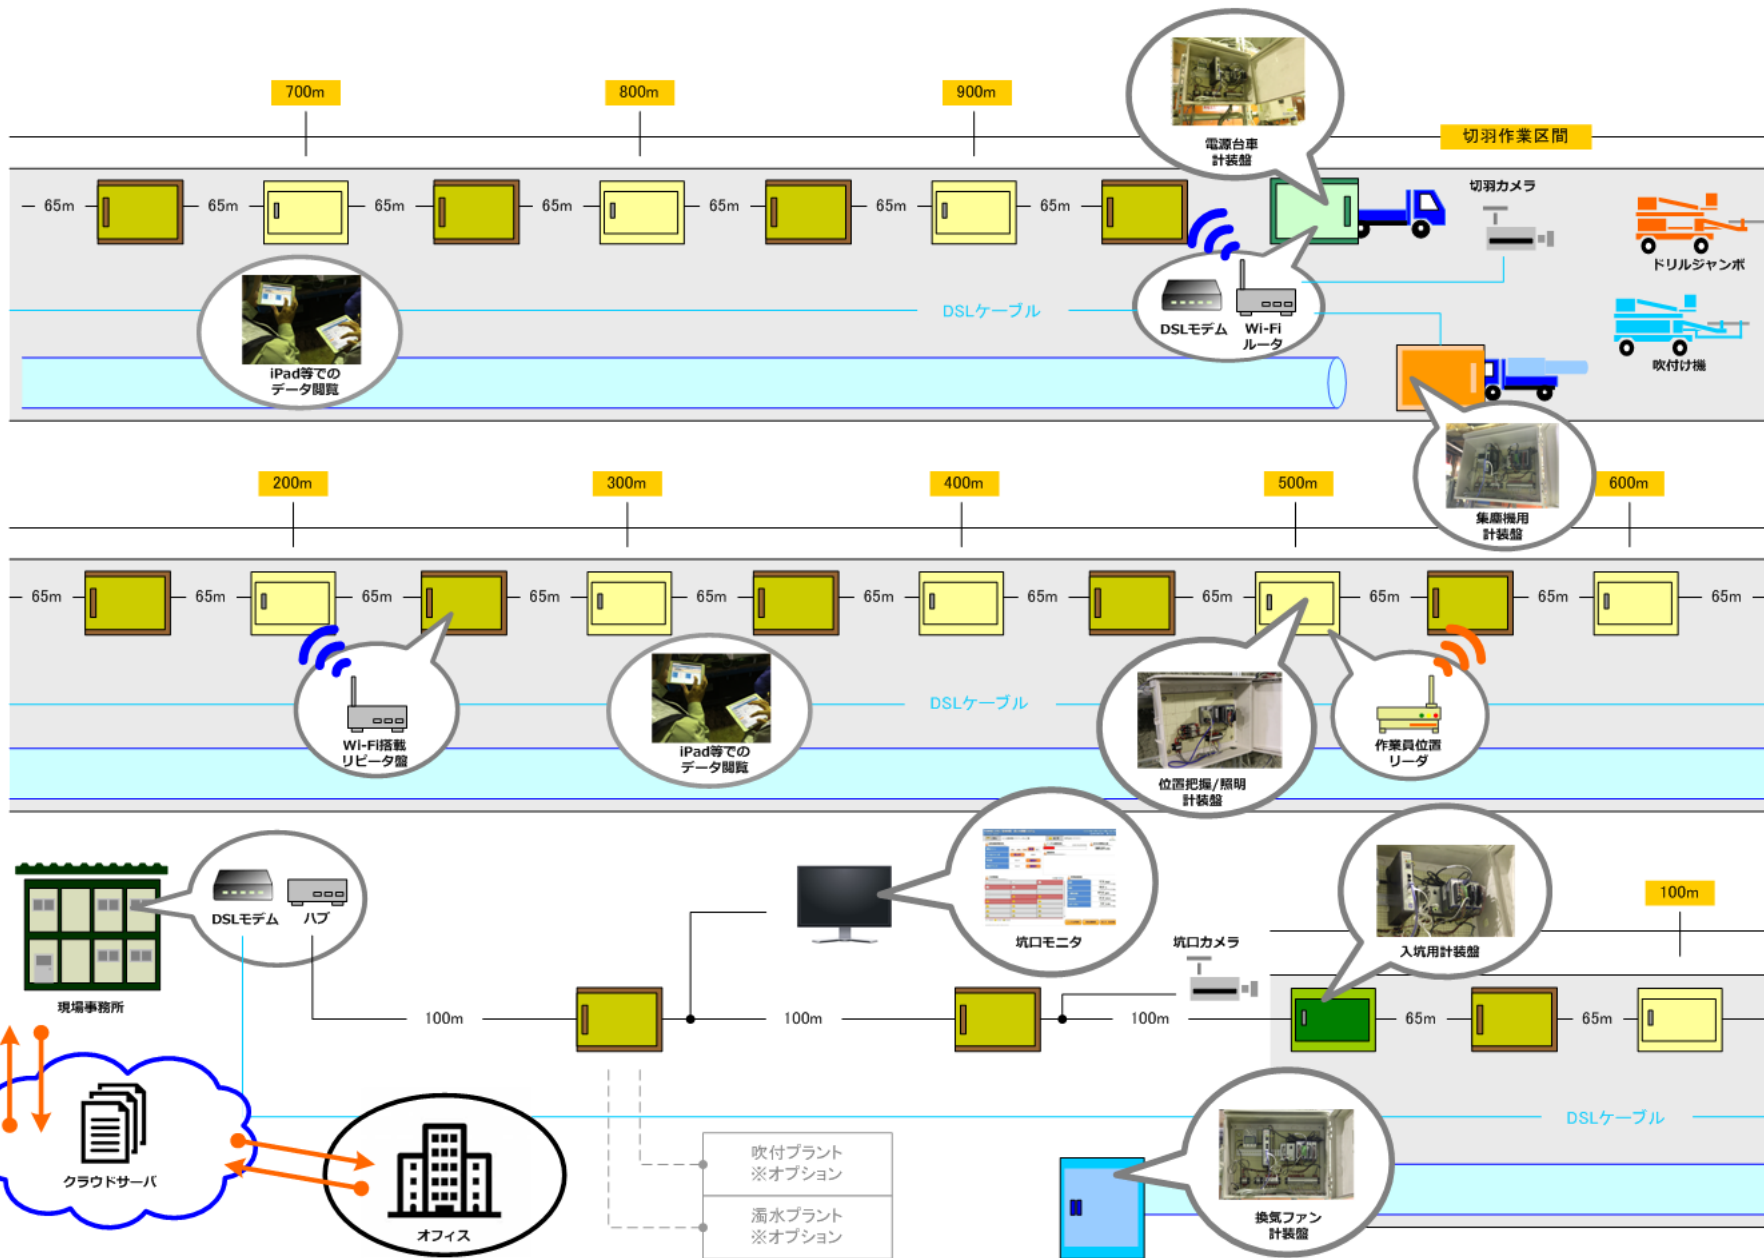 700m
800m
900m
電源台車
計装盤
切羽作業区間
切羽カメラ
65m
65m
65m
65m
65m
65m
65m
ドリルジャンボ
DSLケーブル
DSLモデム
Wi-Fi
ルータ
吹付け機
iPad等での
データ閲覧
集塵機用
計装盤
200m
300m
400m
500m
600m
65m
65m
65m
65m
65m
65m
65m
65m
65m
65m
65m
DSLケーブル
Wi-Fi搭載
リピータ盤
iPad等での
データ閲覧
位置把握/照明
計装盤
作業員位置
リーダ
DSLモデム
ハブ
現場事務所
坑口モニタ
坑口カメラ
入坑用計装盤
100m
100m
100m
100m
65m
65m
DSLケーブル
クラウドサーバ
オフィス
吹付プラント
※オプション
濁水プラント
※オプション
換気ファン
計装盤